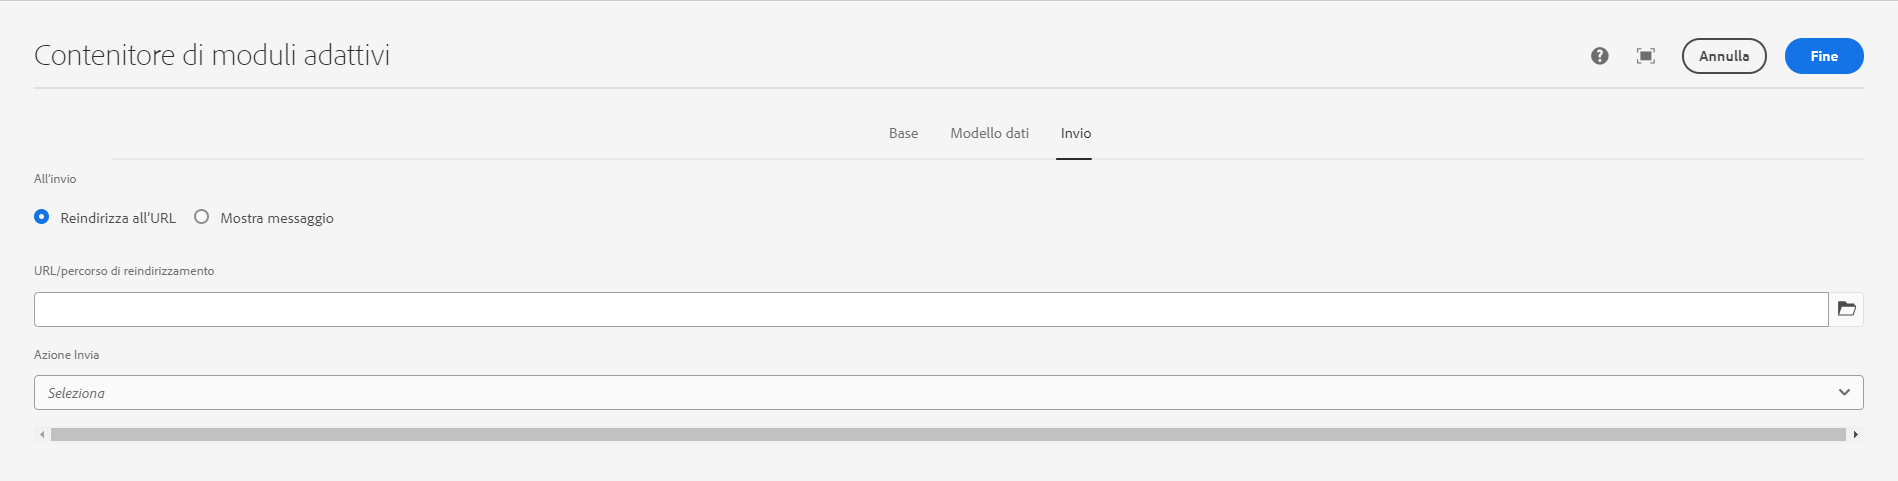 Contenitore di moduli adattivi
Annulla
Fine
Base
Modello dati
Invio
All'invio
Reindirizza all'URL
Mostra messaggio
URL/percorso di reindirizzamento
Azione Invia
Seleziona